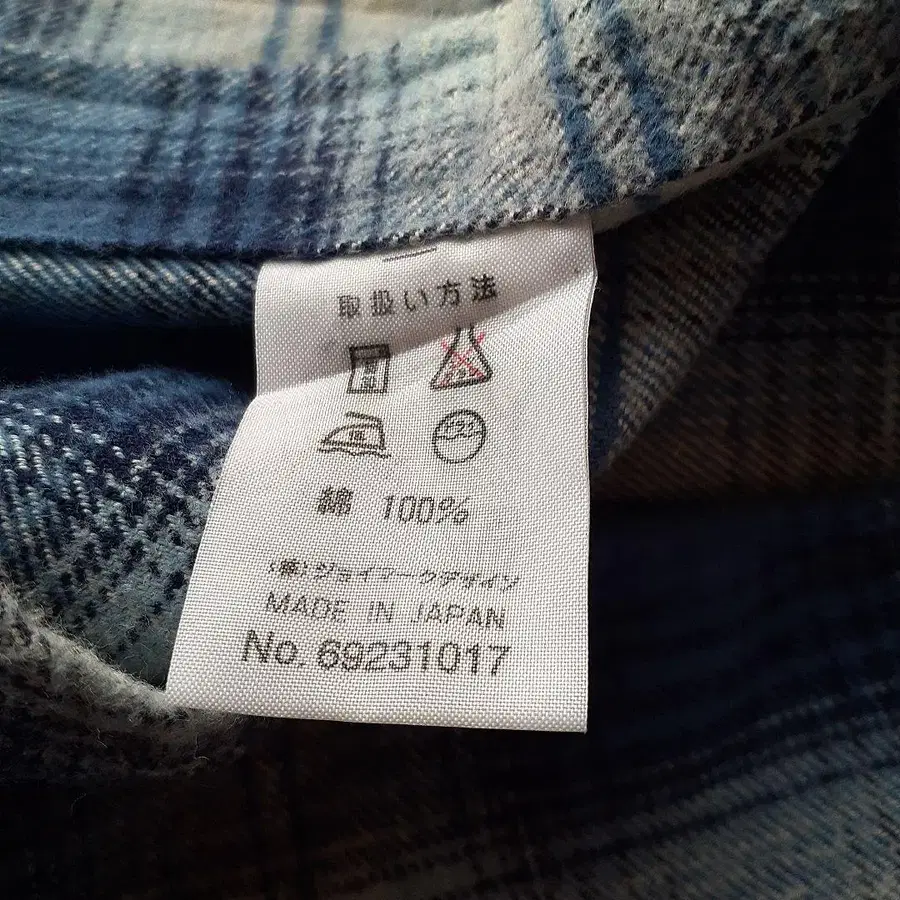 取扱い方法
綿 100%
(株)ジョイマークデザイン
MADE IN JAPAN
No. 69231017